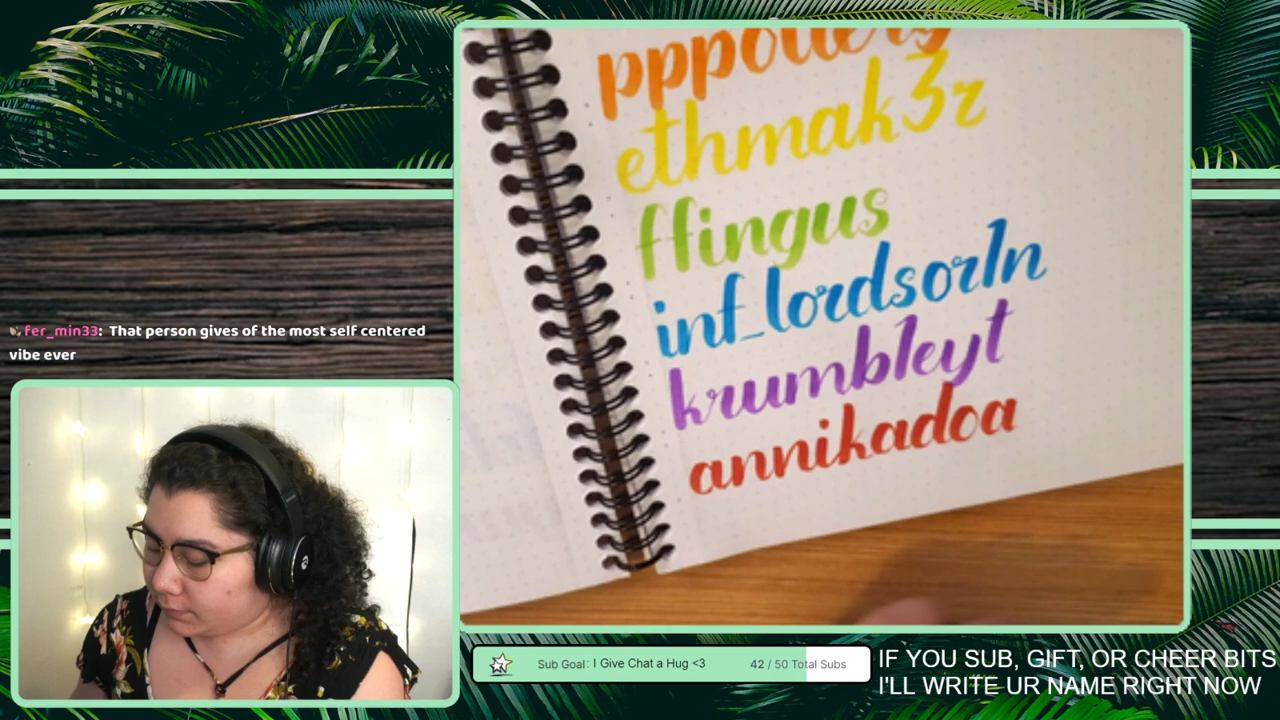 pppottery
ethmak3r
ffingus
inf_lordsor1n
krumbleyt
annikadoa
fer_min33: That person gives of the most self centered
vibe ever
Sub Goal: I Give Chat a Hug <3 42 / 50 Total Subs
IF YOU SUB, GIFT, OR CHEER BITS
I'LL WRITE UR NAME RIGHT NOW